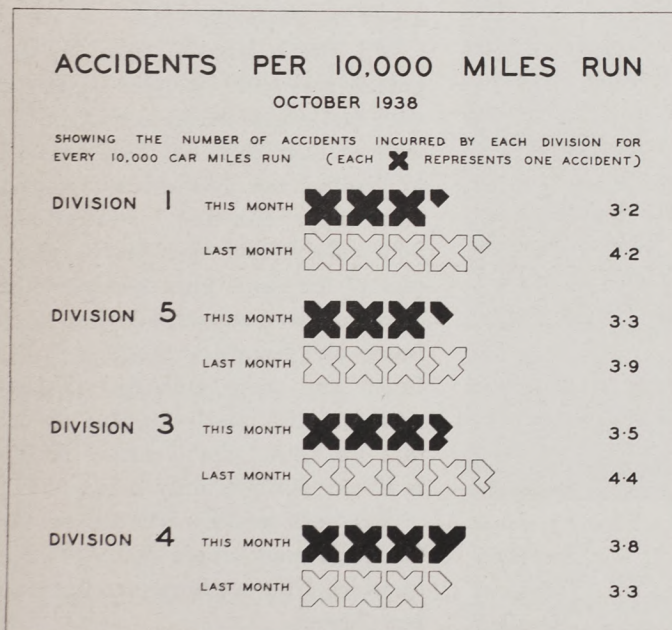 ACCIDENTS PER 10,000 MILES RUN
OCTOBER 1938
SHOWING THE NUMBER OF ACCIDENTS INCURRED BY EACH DIVISION FOR
EVERY 10,000 CAR MILES RUN (EACH REPRESENTS ONE ACCIDENT)
DIVISION 1 THIS MONTH 3·2
LAST MONTH 4·2
DIVISION 5 THIS MONTH 3·3
LAST MONTH 3·9
DIVISION 3 THIS MONTH 3·5
LAST MONTH 4·4
DIVISION 4 THIS MONTH 3·8
LAST MONTH 3·3